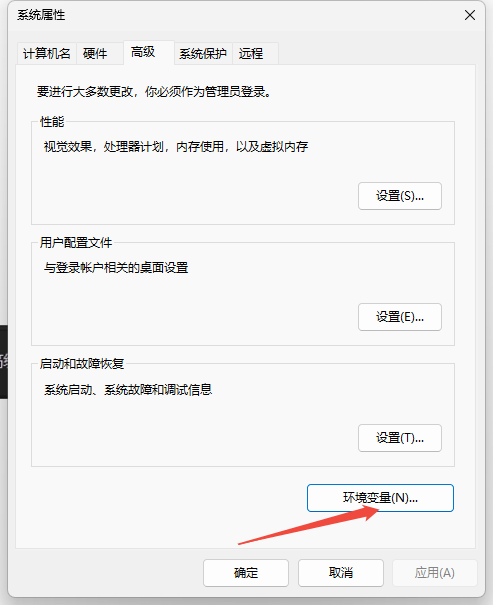 系统属性
计算机名 硬件 高级 系统保护 远程
要进行大多数更改，你必须作为管理员登录。
性能
视觉效果，处理器计划，内存使用，以及虚拟内存
设置(S)...
用户配置文件
与登录帐户相关的桌面设置
设置(E)...
启动和故障恢复
系统启动、系统故障和调试信息
设置(T)...
环境变量(N)...
确定 取消 应用(A)